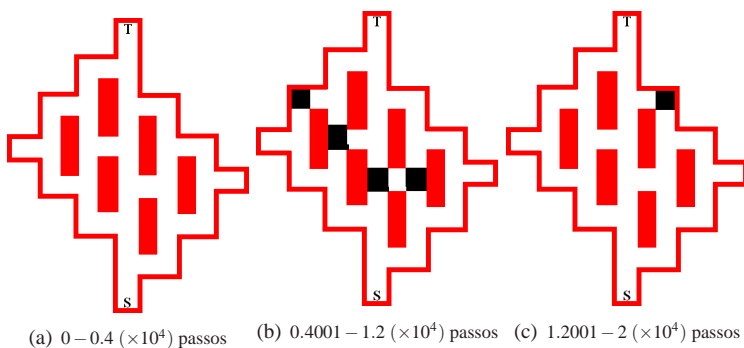 T T T
S S S
(a) 0 − 0.4 (×10⁴) passos (b) 0.4001 − 1.2 (×10⁴) passos (c) 1.2001 − 2 (×10⁴) passos